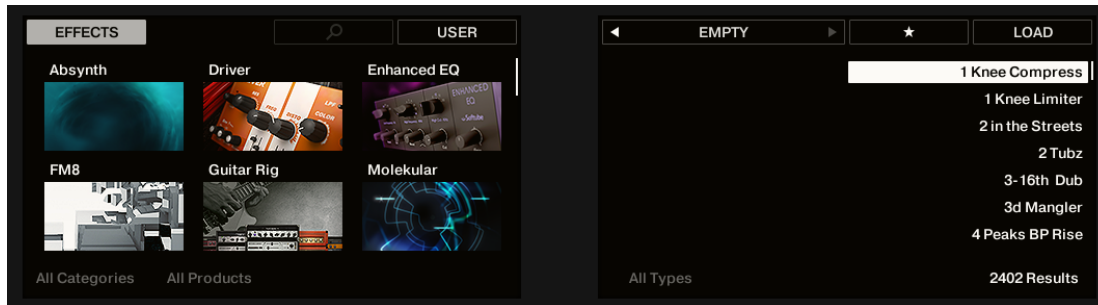 EFFECTS USER
Absynth Driver Enhanced EQ
FM8 Guitar Rig Molekular
All Categories All Products
EMPTY ★ LOAD
1 Knee Compress
1 Knee Limiter
2 in the Streets
2 Tubz
3-16th Dub
3d Mangler
4 Peaks BP Rise
All Types 2402 Results